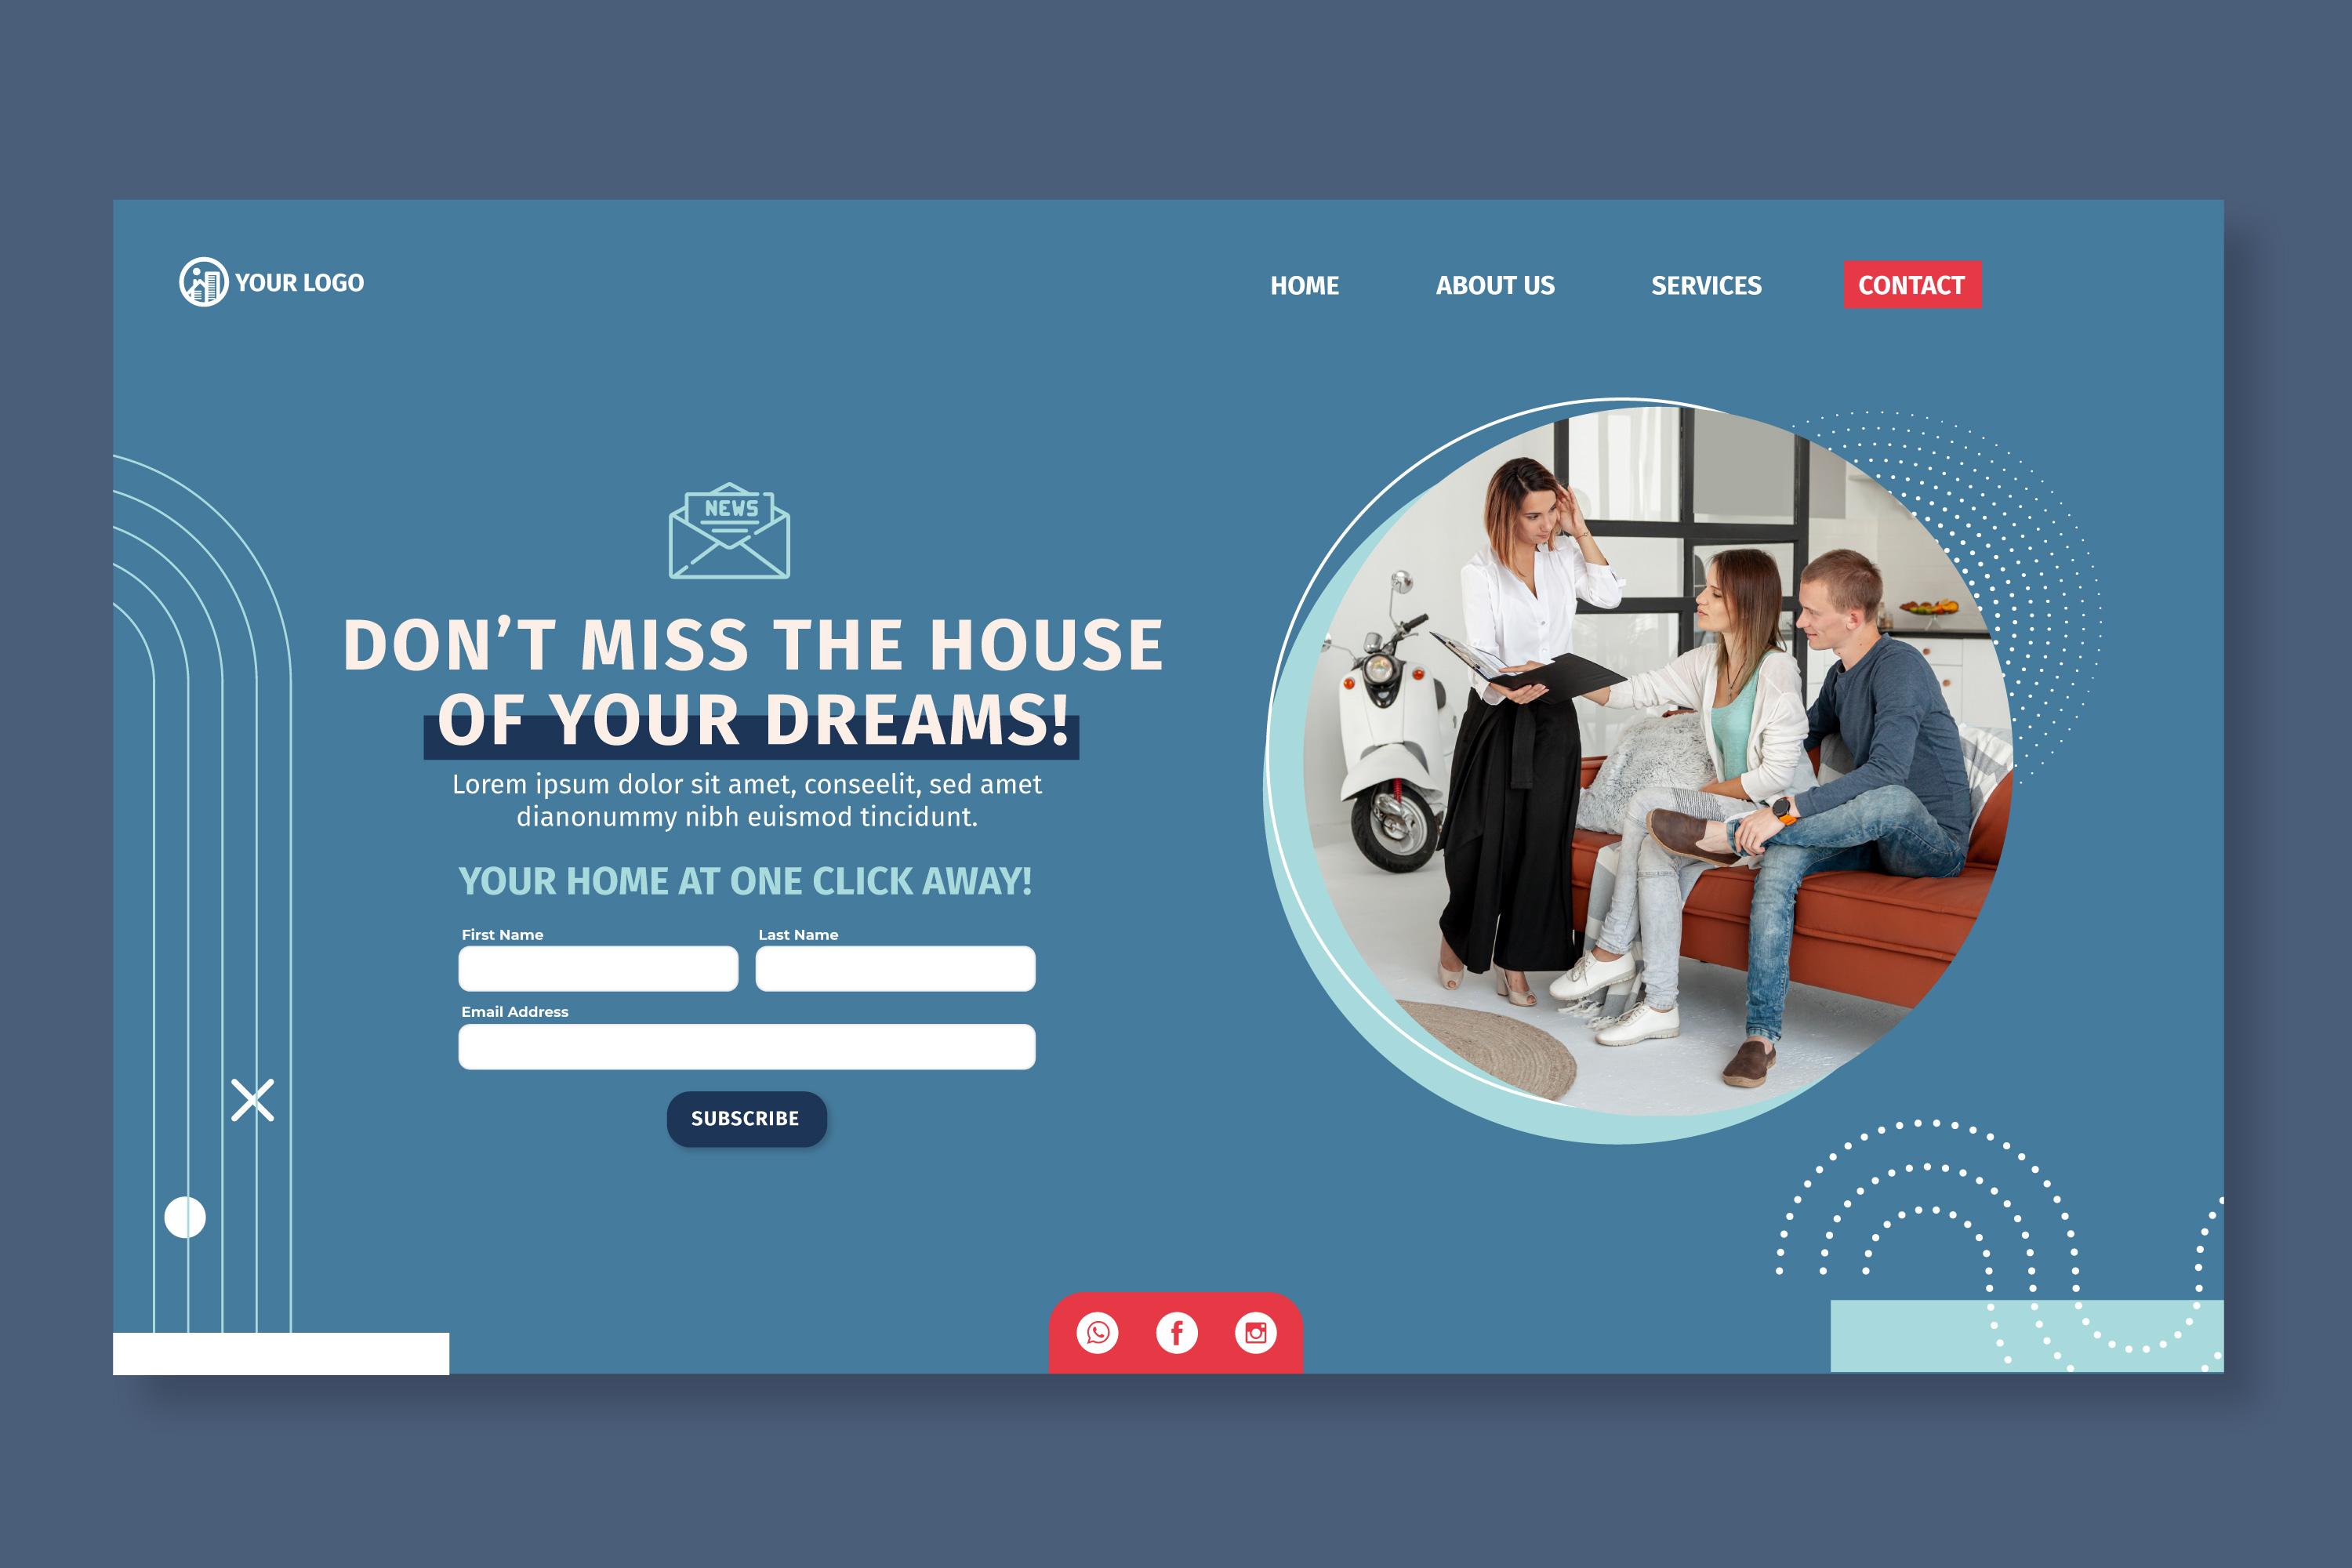 YOUR LOGO
HOME
ABOUT US
SERVICES
CONTACT
NEWS
DON’T MISS THE HOUSE
OF YOUR DREAMS!
Lorem ipsum dolor sit amet, conseelit, sed amet
dianonummy nibh euismod tincidunt.
YOUR HOME AT ONE CLICK AWAY!
First Name
Last Name
Email Address
SUBSCRIBE